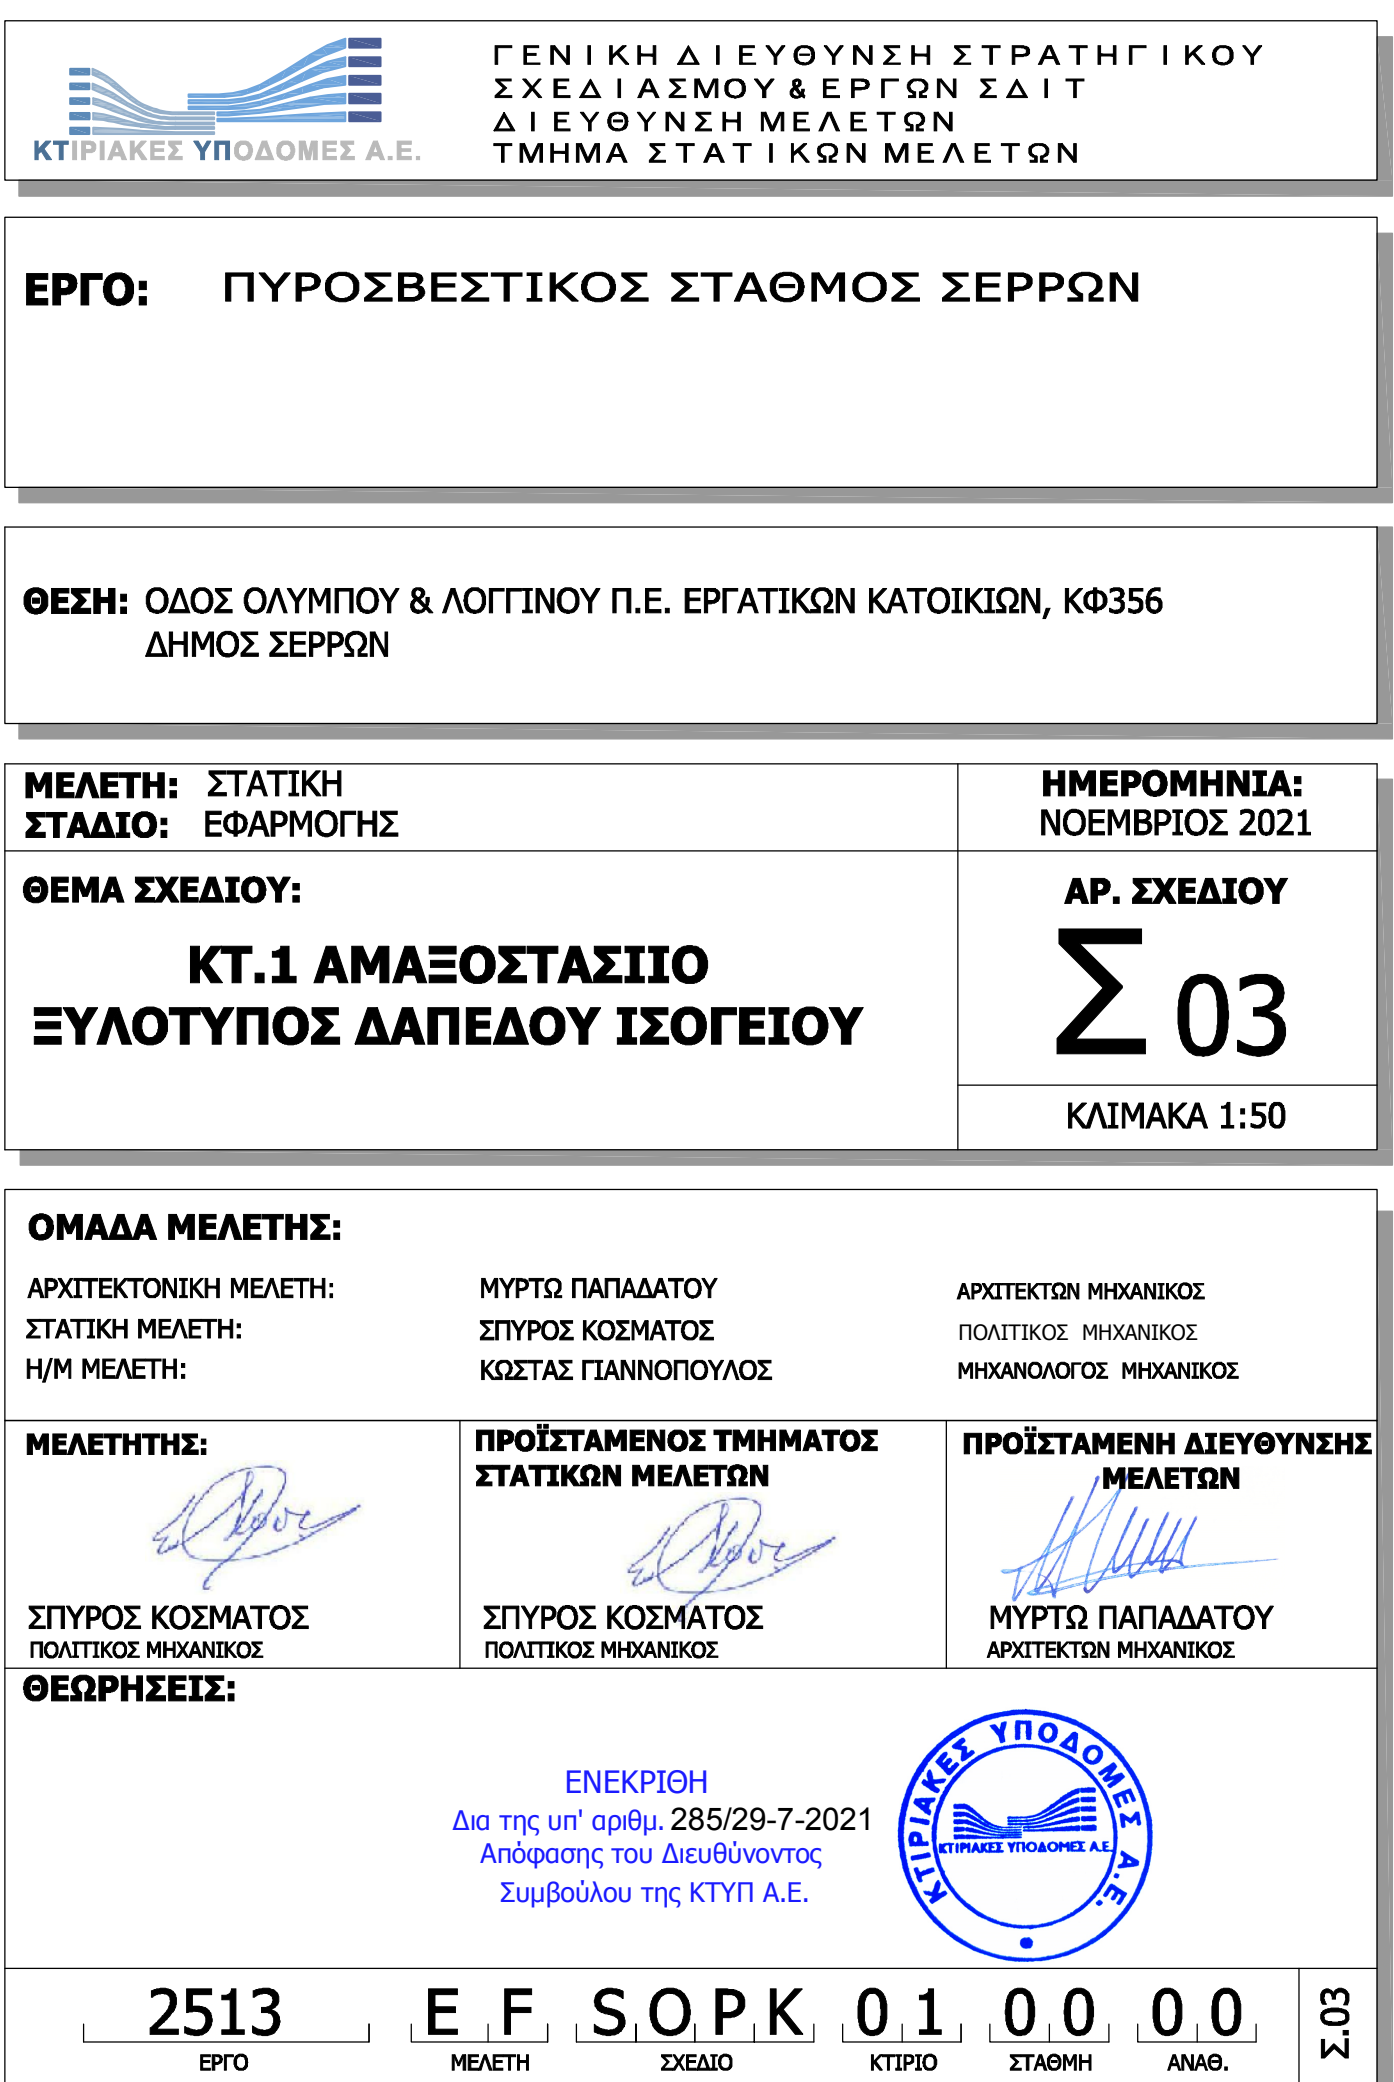 ΚΤΙΡΙΑΚΕΣ ΥΠΟΔΟΜΕΣ Α.Ε.
ΓΕΝΙΚΗ ΔΙΕΥΘΥΝΣΗ ΣΤΡΑΤΗΓΙΚΟΥ
ΣΧΕΔΙΑΣΜΟΥ & ΕΡΓΩΝ ΣΔΙΤ
ΔΙΕΥΘΥΝΣΗ ΜΕΛΕΤΩΝ
ΤΜΗΜΑ ΣΤΑΤΙΚΩΝ ΜΕΛΕΤΩΝ
ΕΡΓΟ: ΠΥΡΟΣΒΕΣΤΙΚΟΣ ΣΤΑΘΜΟΣ ΣΕΡΡΩΝ
ΘΕΣΗ: ΟΔΟΣ ΟΛΥΜΠΟΥ & ΛΟΓΓΙΝΟΥ Π.Ε. ΕΡΓΑΤΙΚΩΝ ΚΑΤΟΙΚΙΩΝ, ΚΦ356
ΔΗΜΟΣ ΣΕΡΡΩΝ
ΜΕΛΕΤΗ: ΣΤΑΤΙΚΗ
ΣΤΑΔΙΟ: ΕΦΑΡΜΟΓΗΣ
ΗΜΕΡΟΜΗΝΙΑ:
ΝΟΕΜΒΡΙΟΣ 2021
ΘΕΜΑ ΣΧΕΔΙΟΥ:
ΚΤ.1 ΑΜΑΞΟΣΤΑΣΙΙΟ
ΞΥΛΟΤΥΠΟΣ ΔΑΠΕΔΟΥ ΙΣΟΓΕΙΟΥ
ΑΡ. ΣΧΕΔΙΟΥ
Σ 03
ΚΛΙΜΑΚΑ 1:50
ΟΜΑΔΑ ΜΕΛΕΤΗΣ:
ΑΡΧΙΤΕΚΤΟΝΙΚΗ ΜΕΛΕΤΗ: ΜΥΡΤΩ ΠΑΠΑΔΑΤΟΥ ΑΡΧΙΤΕΚΤΩΝ ΜΗΧΑΝΙΚΟΣ
ΣΤΑΤΙΚΗ ΜΕΛΕΤΗ: ΣΠΥΡΟΣ ΚΟΣΜΑΤΟΣ ΠΟΛΙΤΙΚΟΣ ΜΗΧΑΝΙΚΟΣ
Η/Μ ΜΕΛΕΤΗ: ΚΩΣΤΑΣ ΓΙΑΝΝΟΠΟΥΛΟΣ ΜΗΧΑΝΟΛΟΓΟΣ ΜΗΧΑΝΙΚΟΣ
ΜΕΛΕΤΗΤΗΣ:
ΣΠΥΡΟΣ ΚΟΣΜΑΤΟΣ
ΠΟΛΙΤΙΚΟΣ ΜΗΧΑΝΙΚΟΣ
ΠΡΟΪΣΤΑΜΕΝΟΣ ΤΜΗΜΑΤΟΣ
ΣΤΑΤΙΚΩΝ ΜΕΛΕΤΩΝ
ΣΠΥΡΟΣ ΚΟΣΜΑΤΟΣ
ΠΟΛΙΤΙΚΟΣ ΜΗΧΑΝΙΚΟΣ
ΠΡΟΪΣΤΑΜΕΝΗ ΔΙΕΥΘΥΝΣΗΣ
ΜΕΛΕΤΩΝ
ΜΥΡΤΩ ΠΑΠΑΔΑΤΟΥ
ΑΡΧΙΤΕΚΤΩΝ ΜΗΧΑΝΙΚΟΣ
ΘΕΩΡΗΣΕΙΣ:
ΕΝΕΚΡΙΘΗ
Δια της υπ' αριθμ. 285/29-7-2021
Απόφασης του Διευθύνοντος
Συμβούλου της ΚΤΥΠ Α.Ε.
ΚΤΙΡΙΑΚΕΣ ΥΠΟΔΟΜΕΣ Α.Ε.
ΚΤΙΡΙΑΚΕΣ ΥΠΟΔΟΜΕΣ Α.Ε.
2513 E F S O P K 0 1 0 0 0 0
ΕΡΓΟ ΜΕΛΕΤΗ ΣΧΕΔΙΟ ΚΤΙΡΙΟ ΣΤΑΘΜΗ ΑΝΑΘ.
Σ.03